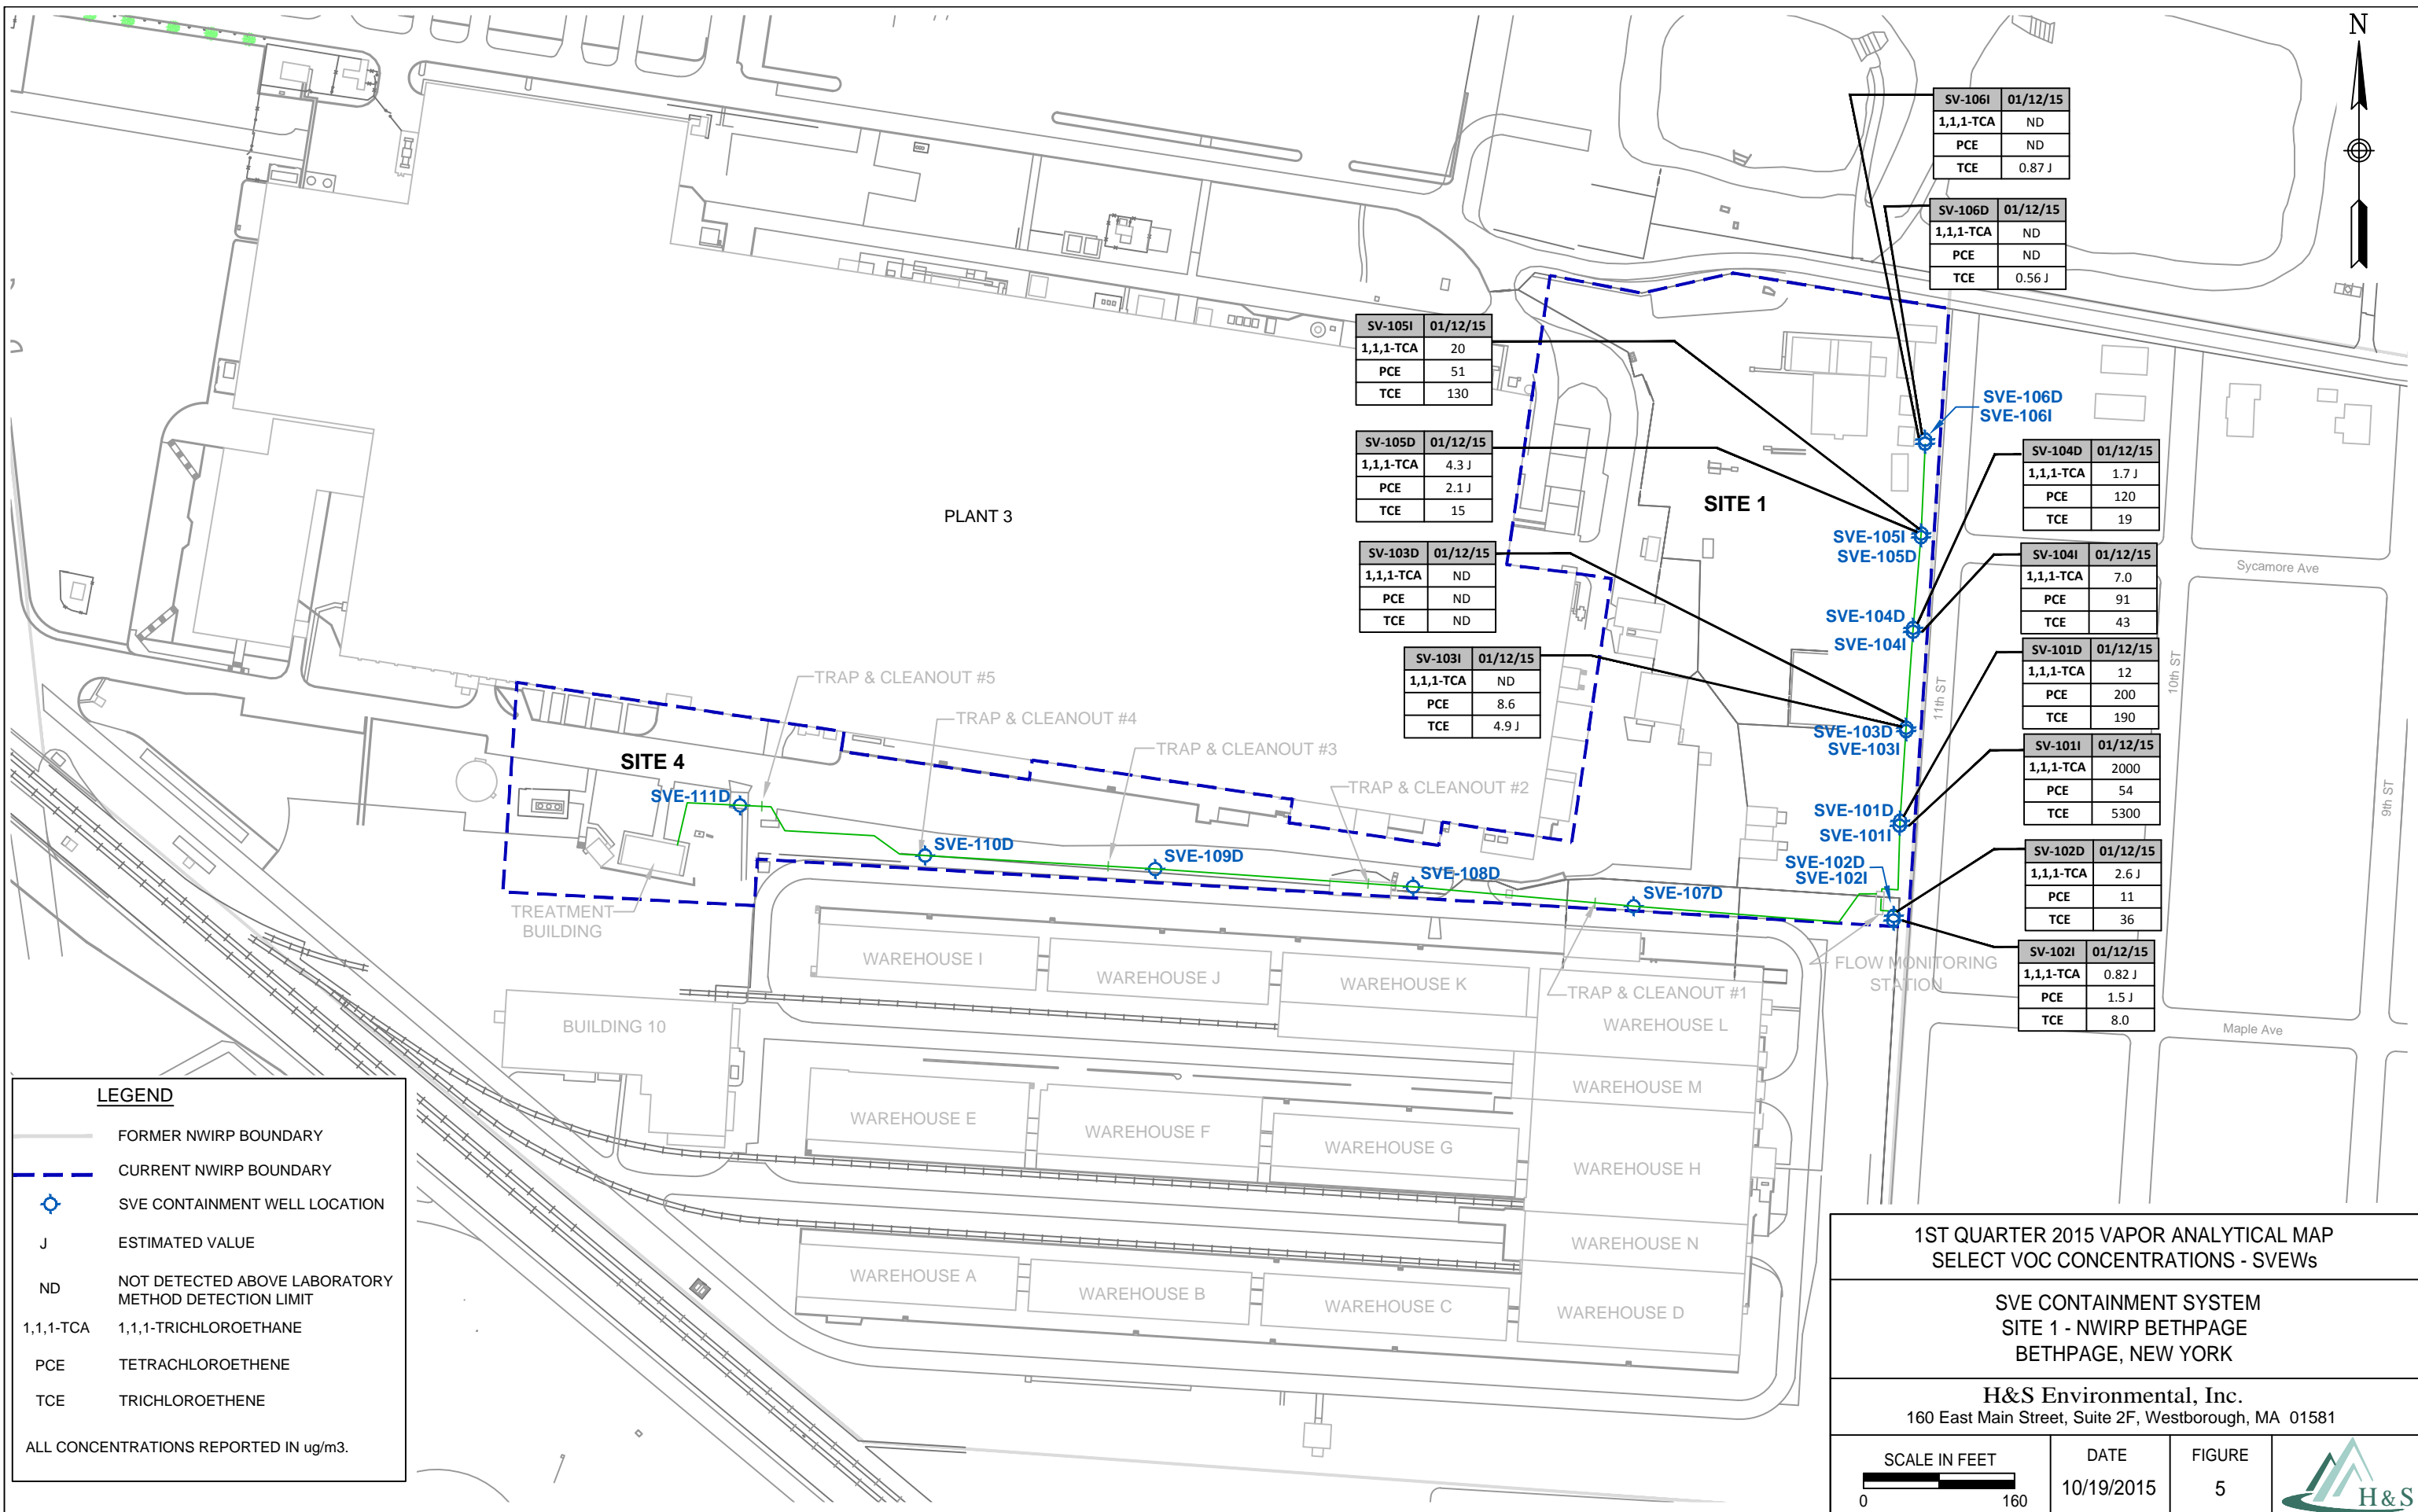 N
SV-106I 01/12/15
1,1,1-TCA ND
PCE ND
TCE 0.87 J
SV-106D 01/12/15
1,1,1-TCA ND
PCE ND
TCE 0.56 J
SV-105I 01/12/15
1,1,1-TCA 20
PCE 51
TCE 130
SV-105D 01/12/15
1,1,1-TCA 4.3 J
PCE 2.1 J
TCE 15
SV-103D 01/12/15
1,1,1-TCA ND
PCE ND
TCE ND
SV-103I 01/12/15
1,1,1-TCA ND
PCE 8.6
TCE 4.9 J
SV-104D 01/12/15
1,1,1-TCA 1.7 J
PCE 120
TCE 19
SV-104I 01/12/15
1,1,1-TCA 7.0
PCE 91
TCE 43
SV-101D 01/12/15
1,1,1-TCA 12
PCE 200
TCE 190
SV-101I 01/12/15
1,1,1-TCA 2000
PCE 54
TCE 5300
SV-102D 01/12/15
1,1,1-TCA 2.6 J
PCE 11
TCE 36
SV-102I 01/12/15
1,1,1-TCA 0.82 J
PCE 1.5 J
TCE 8.0
SVE-106D
SVE-106I
SITE 1
SVE-105I
SVE-105D
SVE-104D
SVE-104I
SVE-103D
SVE-103I
SVE-101D
SVE-101I
SVE-102D
SVE-102I
PLANT 3
SITE 4
SVE-111D
SVE-110D
SVE-109D
SVE-108D
SVE-107D
TRAP & CLEANOUT #5
TRAP & CLEANOUT #4
TRAP & CLEANOUT #3
TRAP & CLEANOUT #2
TRAP & CLEANOUT #1
TREATMENT
BUILDING
FLOW MONITORING
STATION
Sycamore Ave
Maple Ave
11th ST
10th ST
9th ST
BUILDING 10
WAREHOUSE I
WAREHOUSE J
WAREHOUSE K
WAREHOUSE L
WAREHOUSE M
WAREHOUSE E
WAREHOUSE F
WAREHOUSE G
WAREHOUSE H
WAREHOUSE N
WAREHOUSE A
WAREHOUSE B
WAREHOUSE C
WAREHOUSE D
LEGEND
FORMER NWIRP BOUNDARY
CURRENT NWIRP BOUNDARY
SVE CONTAINMENT WELL LOCATION
J ESTIMATED VALUE
ND NOT DETECTED ABOVE LABORATORY
METHOD DETECTION LIMIT
1,1,1-TCA 1,1,1-TRICHLOROETHANE
PCE TETRACHLOROETHENE
TCE TRICHLOROETHENE
ALL CONCENTRATIONS REPORTED IN ug/m3.
1ST QUARTER 2015 VAPOR ANALYTICAL MAP
SELECT VOC CONCENTRATIONS - SVEWs
SVE CONTAINMENT SYSTEM
SITE 1 - NWIRP BETHPAGE
BETHPAGE, NEW YORK
H&S Environmental, Inc.
160 East Main Street, Suite 2F, Westborough, MA 01581
SCALE IN FEET
0 160
DATE
10/19/2015
FIGURE
5
H&S